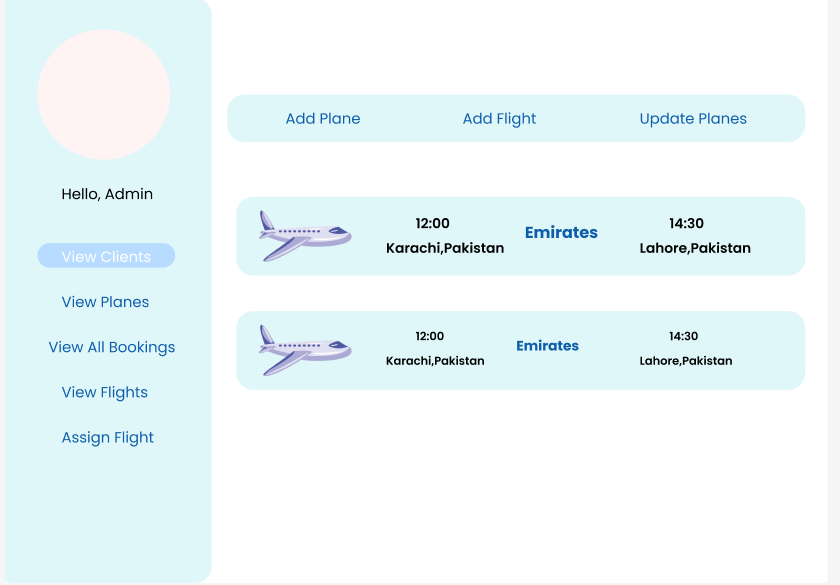 Hello, Admin
View Clients
View Planes
View All Bookings
View Flights
Assign Flight
Add Plane Add Flight Update Planes
12:00 Emirates 14:30
Karachi,Pakistan Lahore,Pakistan
12:00 Emirates 14:30
Karachi,Pakistan Lahore,Pakistan